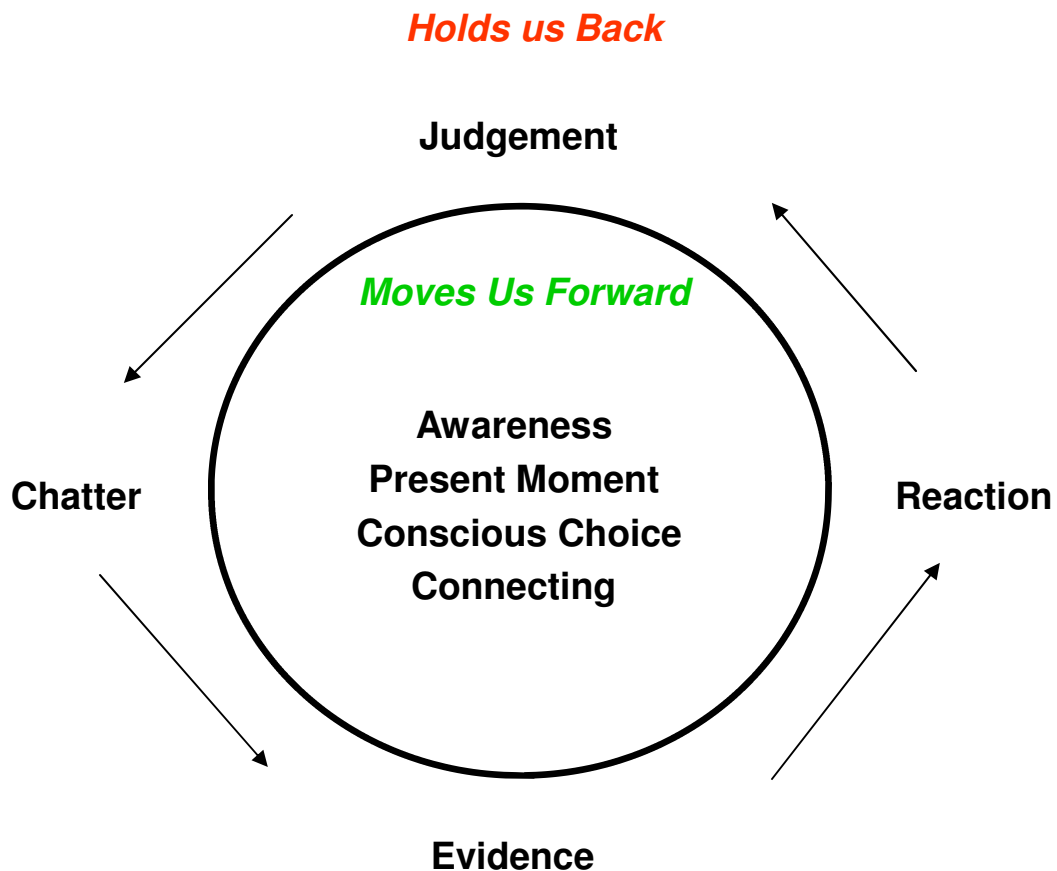 Holds us Back
Judgement
Moves Us Forward
Awareness
Present Moment
Chatter
Reaction
Conscious Choice
Connecting
Evidence